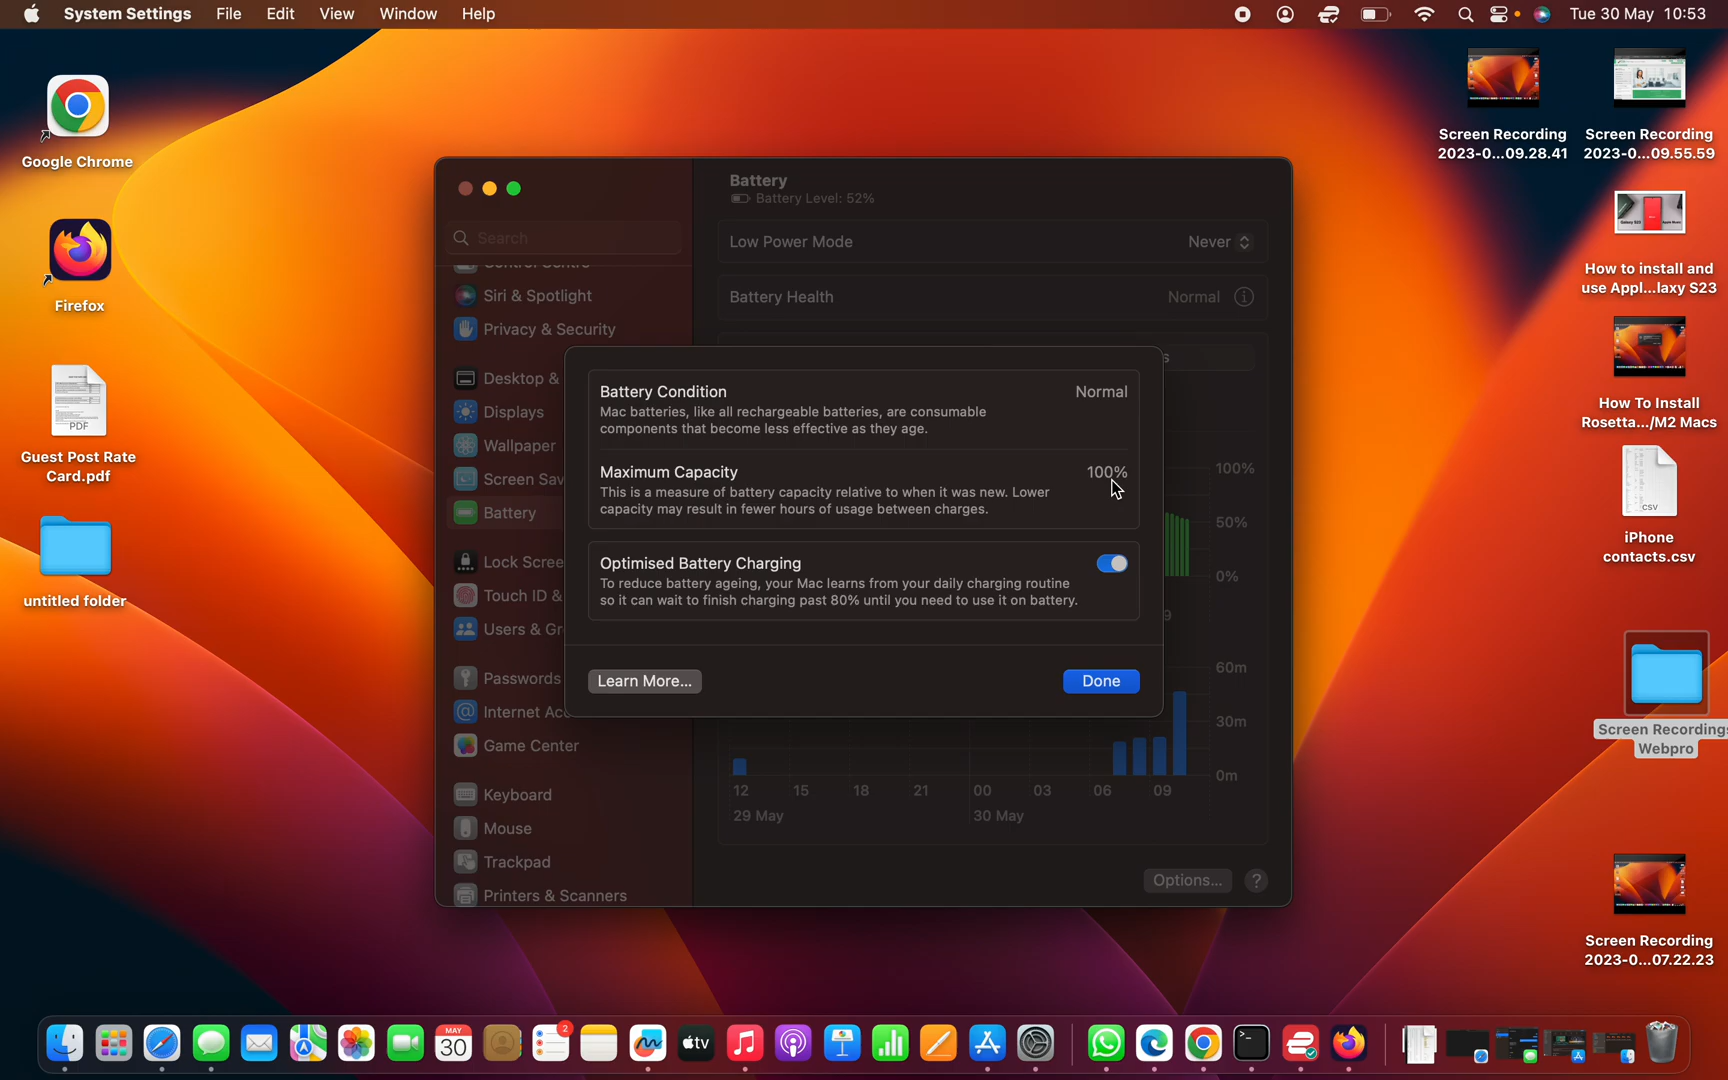 System Settings File Edit View Window Help
Tue 30 May 10:53
Google Chrome
Firefox
PDF
Guest Post Rate
Card.pdf
untitled folder
Search
Siri & Spotlight
Privacy & Security
Desktop &
Displays
Wallpaper
Screen Sav
Battery
Lock Scree
Touch ID &
Users & Gr
Passwords
Internet Acc
Game Center
Keyboard
Mouse
Trackpad
Printers & Scanners
Battery
Battery Level: 52%
Low Power Mode Never
Battery Health Normal
s
Battery Condition Normal
Mac batteries, like all rechargeable batteries, are consumable
components that become less effective as they age.
Maximum Capacity 100%
This is a measure of battery capacity relative to when it was new. Lower
capacity may result in fewer hours of usage between charges.
Optimised Battery Charging
To reduce battery ageing, your Mac learns from your daily charging routine
so it can wait to finish charging past 80% until you need to use it on battery.
Learn More... Done
100%
50%
0%
9
60m
30m
0m
12 15 18 21 00 03 06 09
29 May 30 May
Options... ?
Screen Recording
2023-0...09.28.41
Screen Recording
2023-0...09.55.59
How to install and
use Appl...laxy S23
How To Install
Rosetta.../M2 Macs
CSV
iPhone
contacts.csv
Screen Recordings
Webpro
Screen Recording
2023-0...07.22.23
MAY
30
2
tv